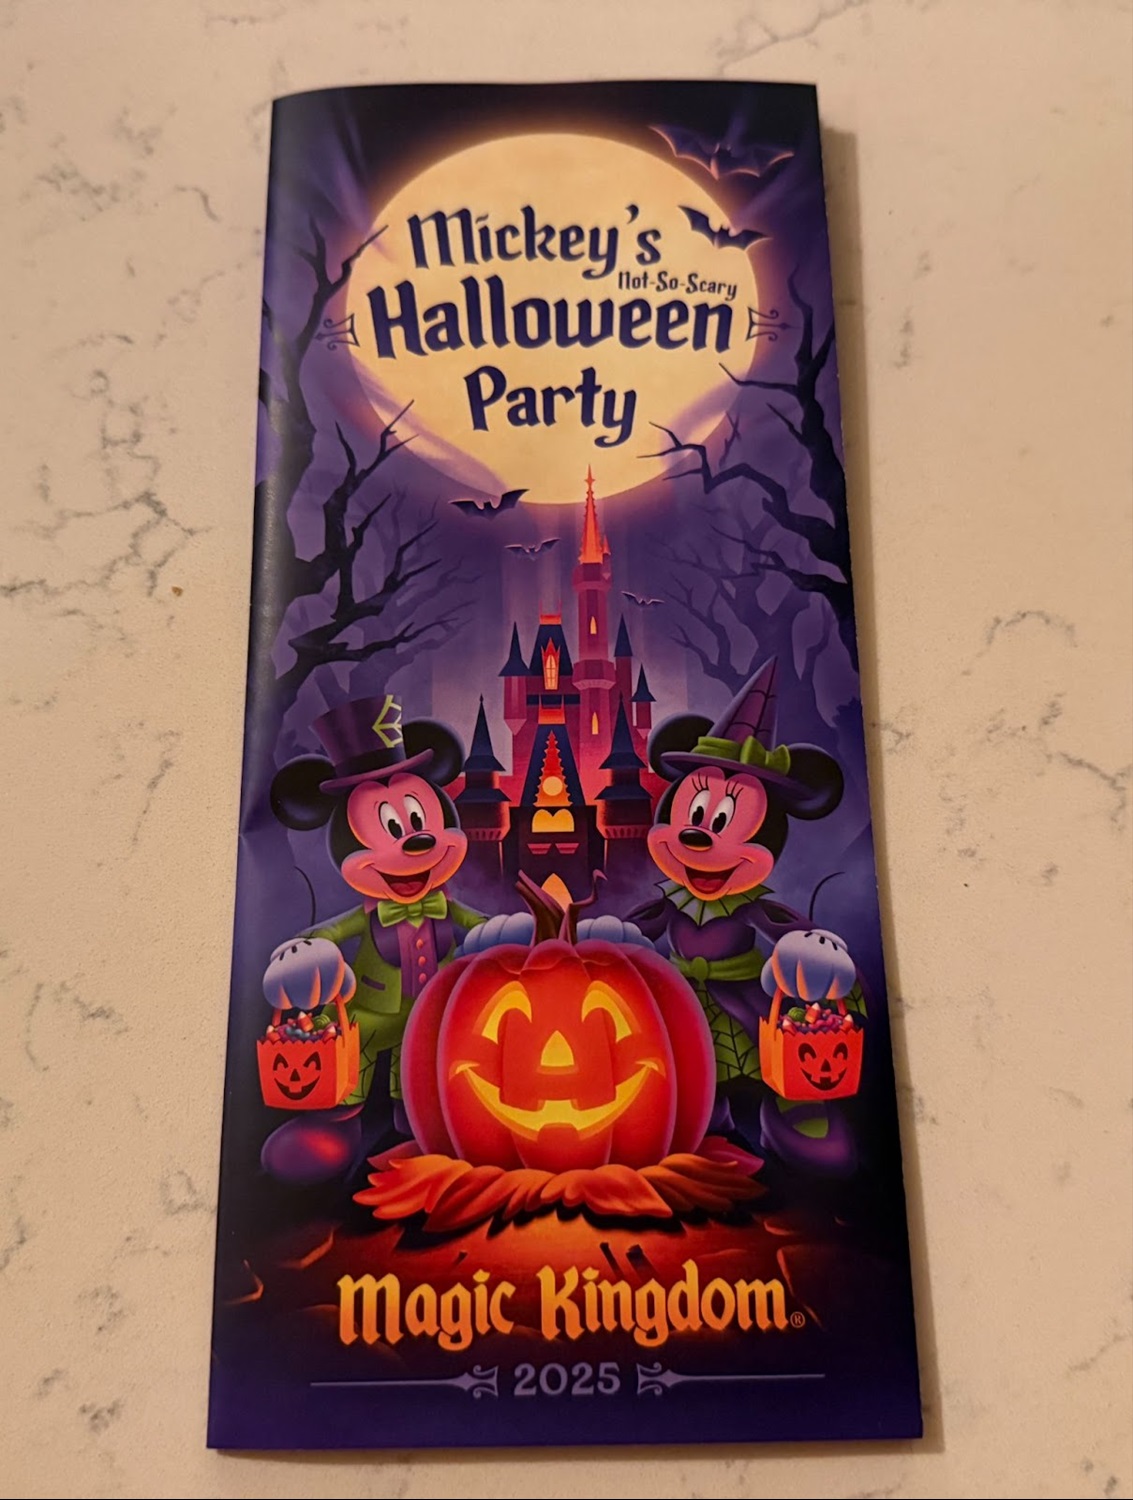 Mickey's
Not-So-Scary
Halloween
Party
Magic Kingdom®
2025